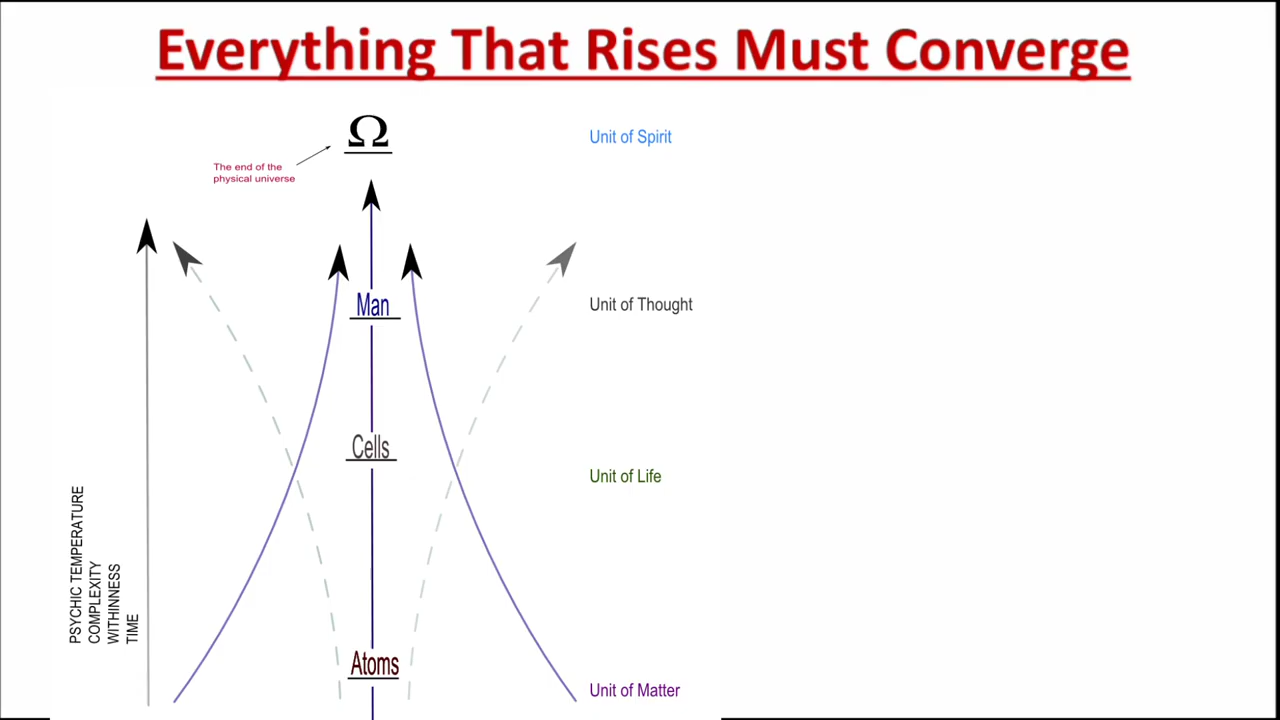 Everything That Rises Must Converge
Ω
Unit of Spirit
The end of the
physical universe
Man
Unit of Thought
Cells
Unit of Life
PSYCHIC TEMPERATURE
COMPLEXITY
WITHINNESS
TIME
Atoms
Unit of Matter